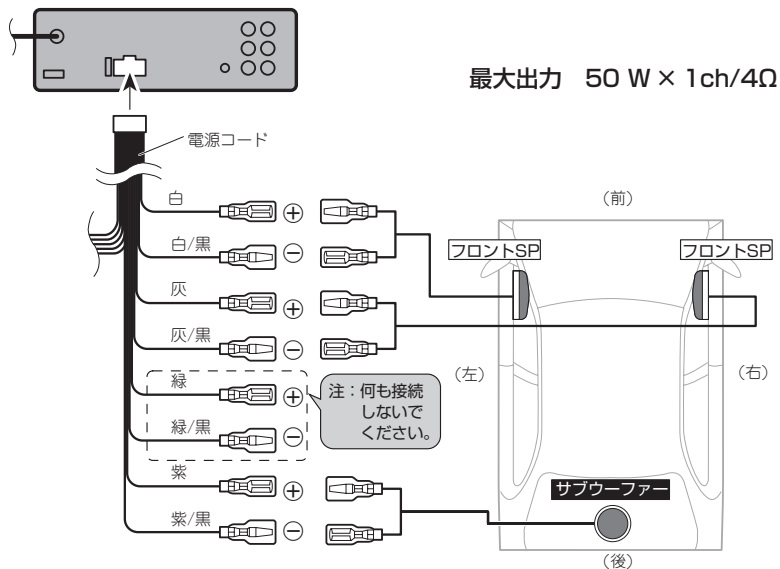 最大出力　50 W × 1ch/4Ω
電源コード
白
⊕
白/黒
⊖
灰
⊕
灰/黒
⊖
緑
⊕
緑/黒
⊖
紫
⊕
紫/黒
⊖
注：何も接続
しないで
ください。
（前）
フロントSP
フロントSP
（左）
（右）
サブウーファー
（後）